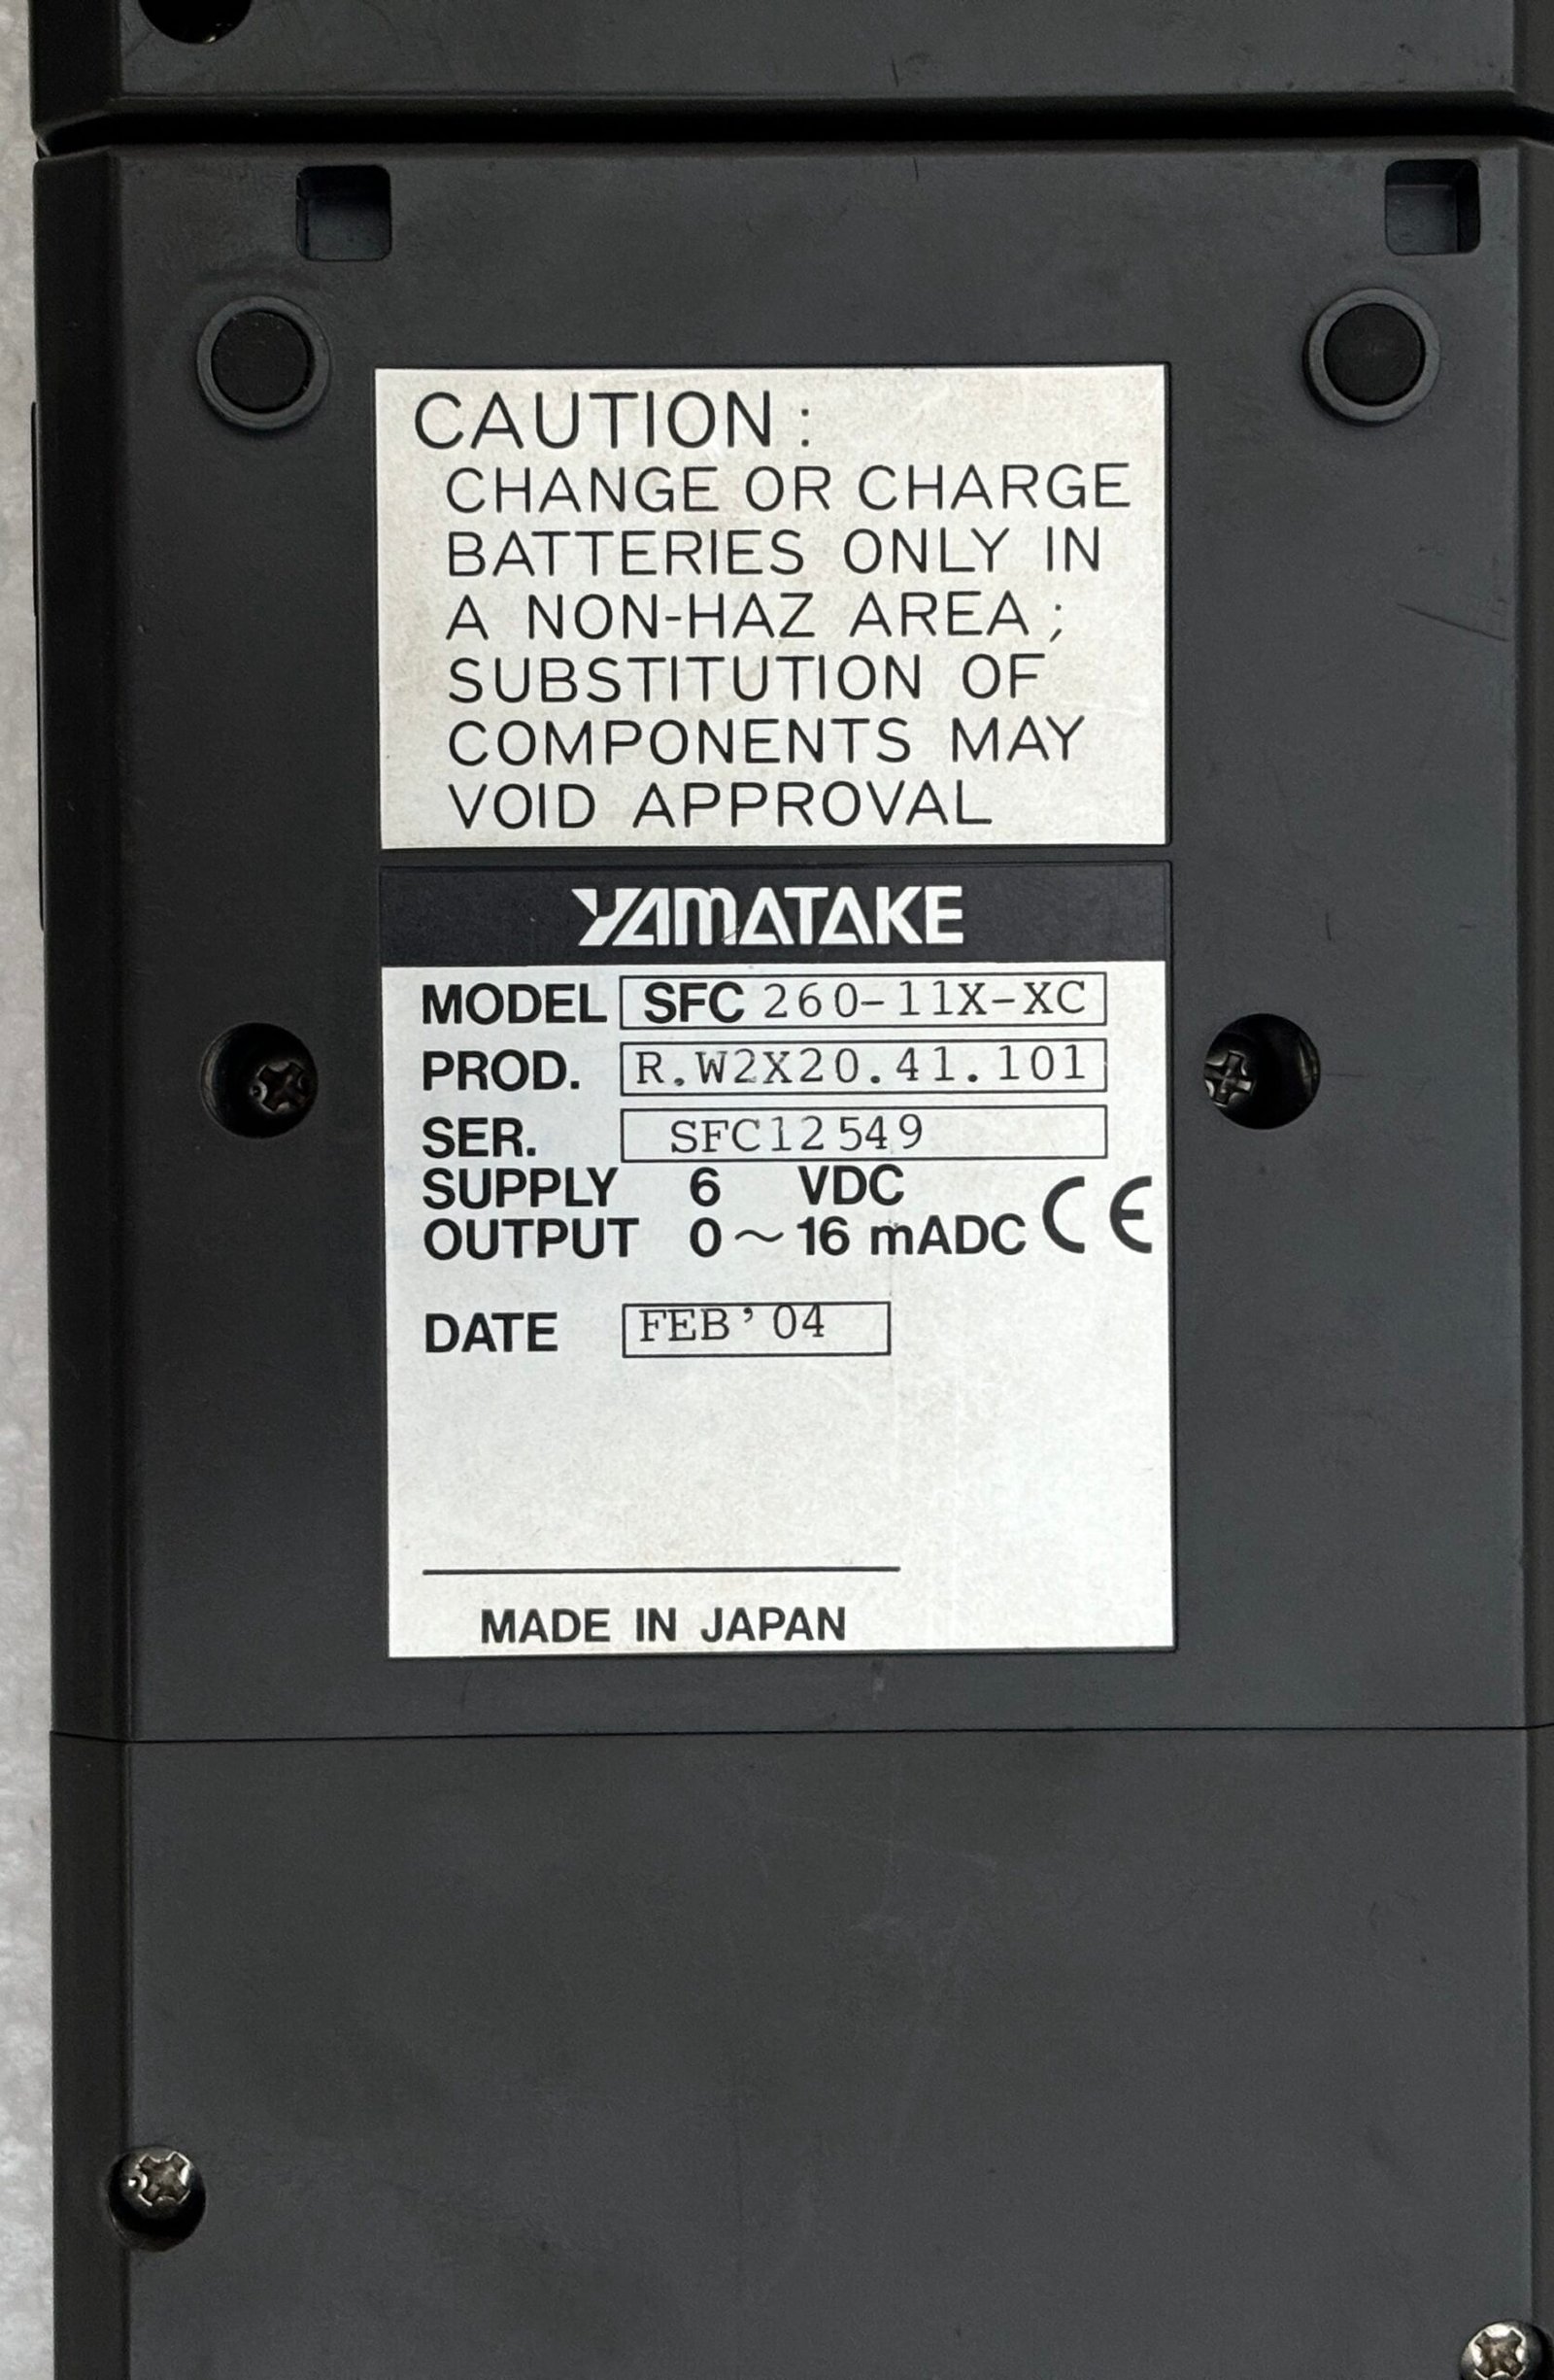 CAUTION:
CHANGE OR CHARGE
BATTERIES ONLY IN
A NON-HAZ AREA;
SUBSTITUTION OF
COMPONENTS MAY
VOID APPROVAL
YAMATAKE
MODEL SFC 260-11X-XC
PROD. R.W2X20.41.101
SER. SFC12549
SUPPLY 6 VDC
OUTPUT 0~16 mADC CE
DATE FEB'04
MADE IN JAPAN